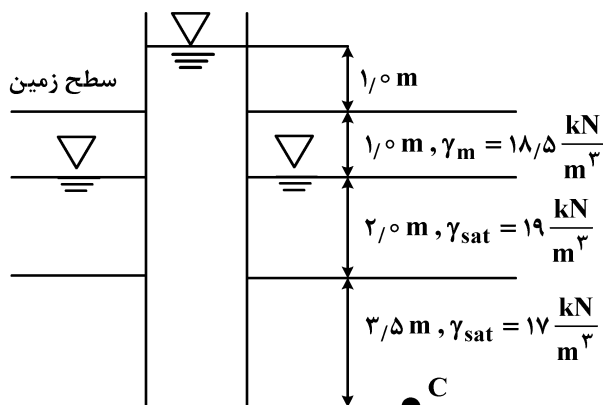 ۱/۰ m
سطح زمین
۱/۰ m , γm = ۱۸/۵ kN/m۳
۲/۰ m , γsat = ۱۹ kN/m۳
۳/۵ m , γsat = ۱۷ kN/m۳
C